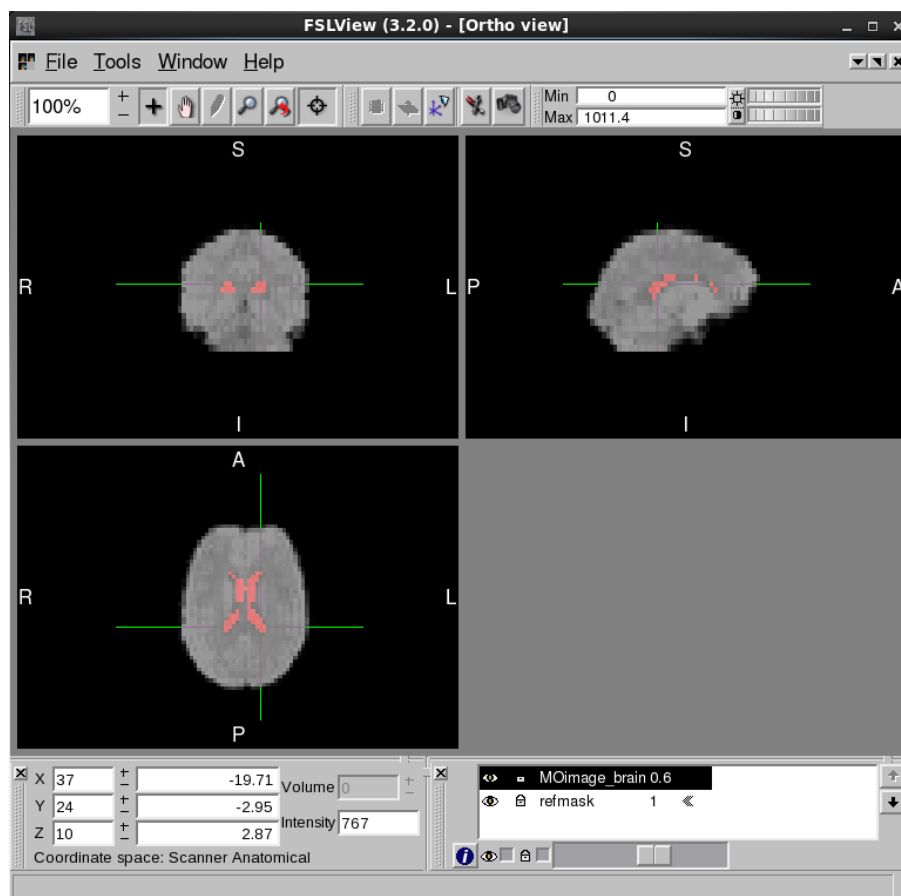 FSLView (3.2.0) - [Ortho view]
File Tools Window Help
100%
Min 0
Max 1011.4
S
R L
I
S
P A
I
A
R L
P
X 37 -19.71
Y 24 -2.95
Z 10 2.87
Volume 0
Intensity 767
Coordinate space: Scanner Anatomical
MOimage_brain 0.6
refmask 1